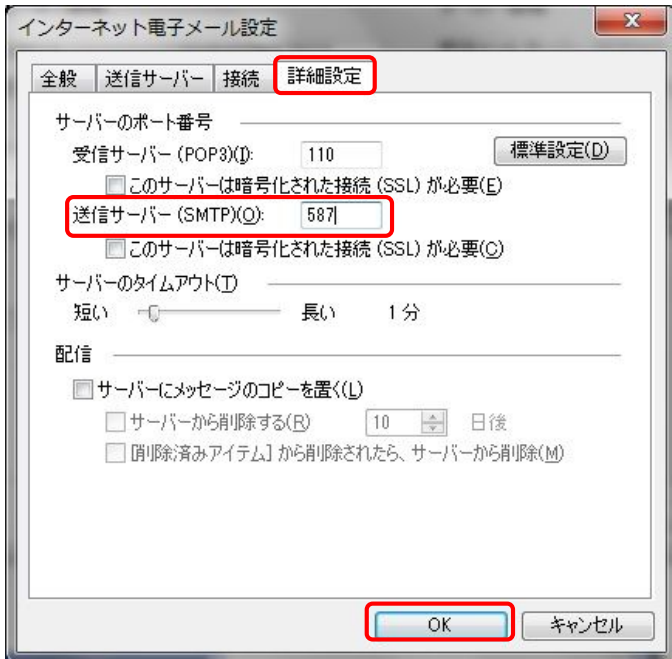 インターネット電子メール設定
全般 送信サーバー 接続 詳細設定
サーバーのポート番号
受信サーバー (POP3)(I): 110 標準設定(D)
このサーバーは暗号化された接続 (SSL) が必要(E)
送信サーバー (SMTP)(O): 587
このサーバーは暗号化された接続 (SSL) が必要(C)
サーバーのタイムアウト(T)
短い 長い 1 分
配信
サーバーにメッセージのコピーを置く(L)
サーバーから削除する(R) 10 日後
[削除済みアイテム] から削除されたら、サーバーから削除(M)
OK キャンセル